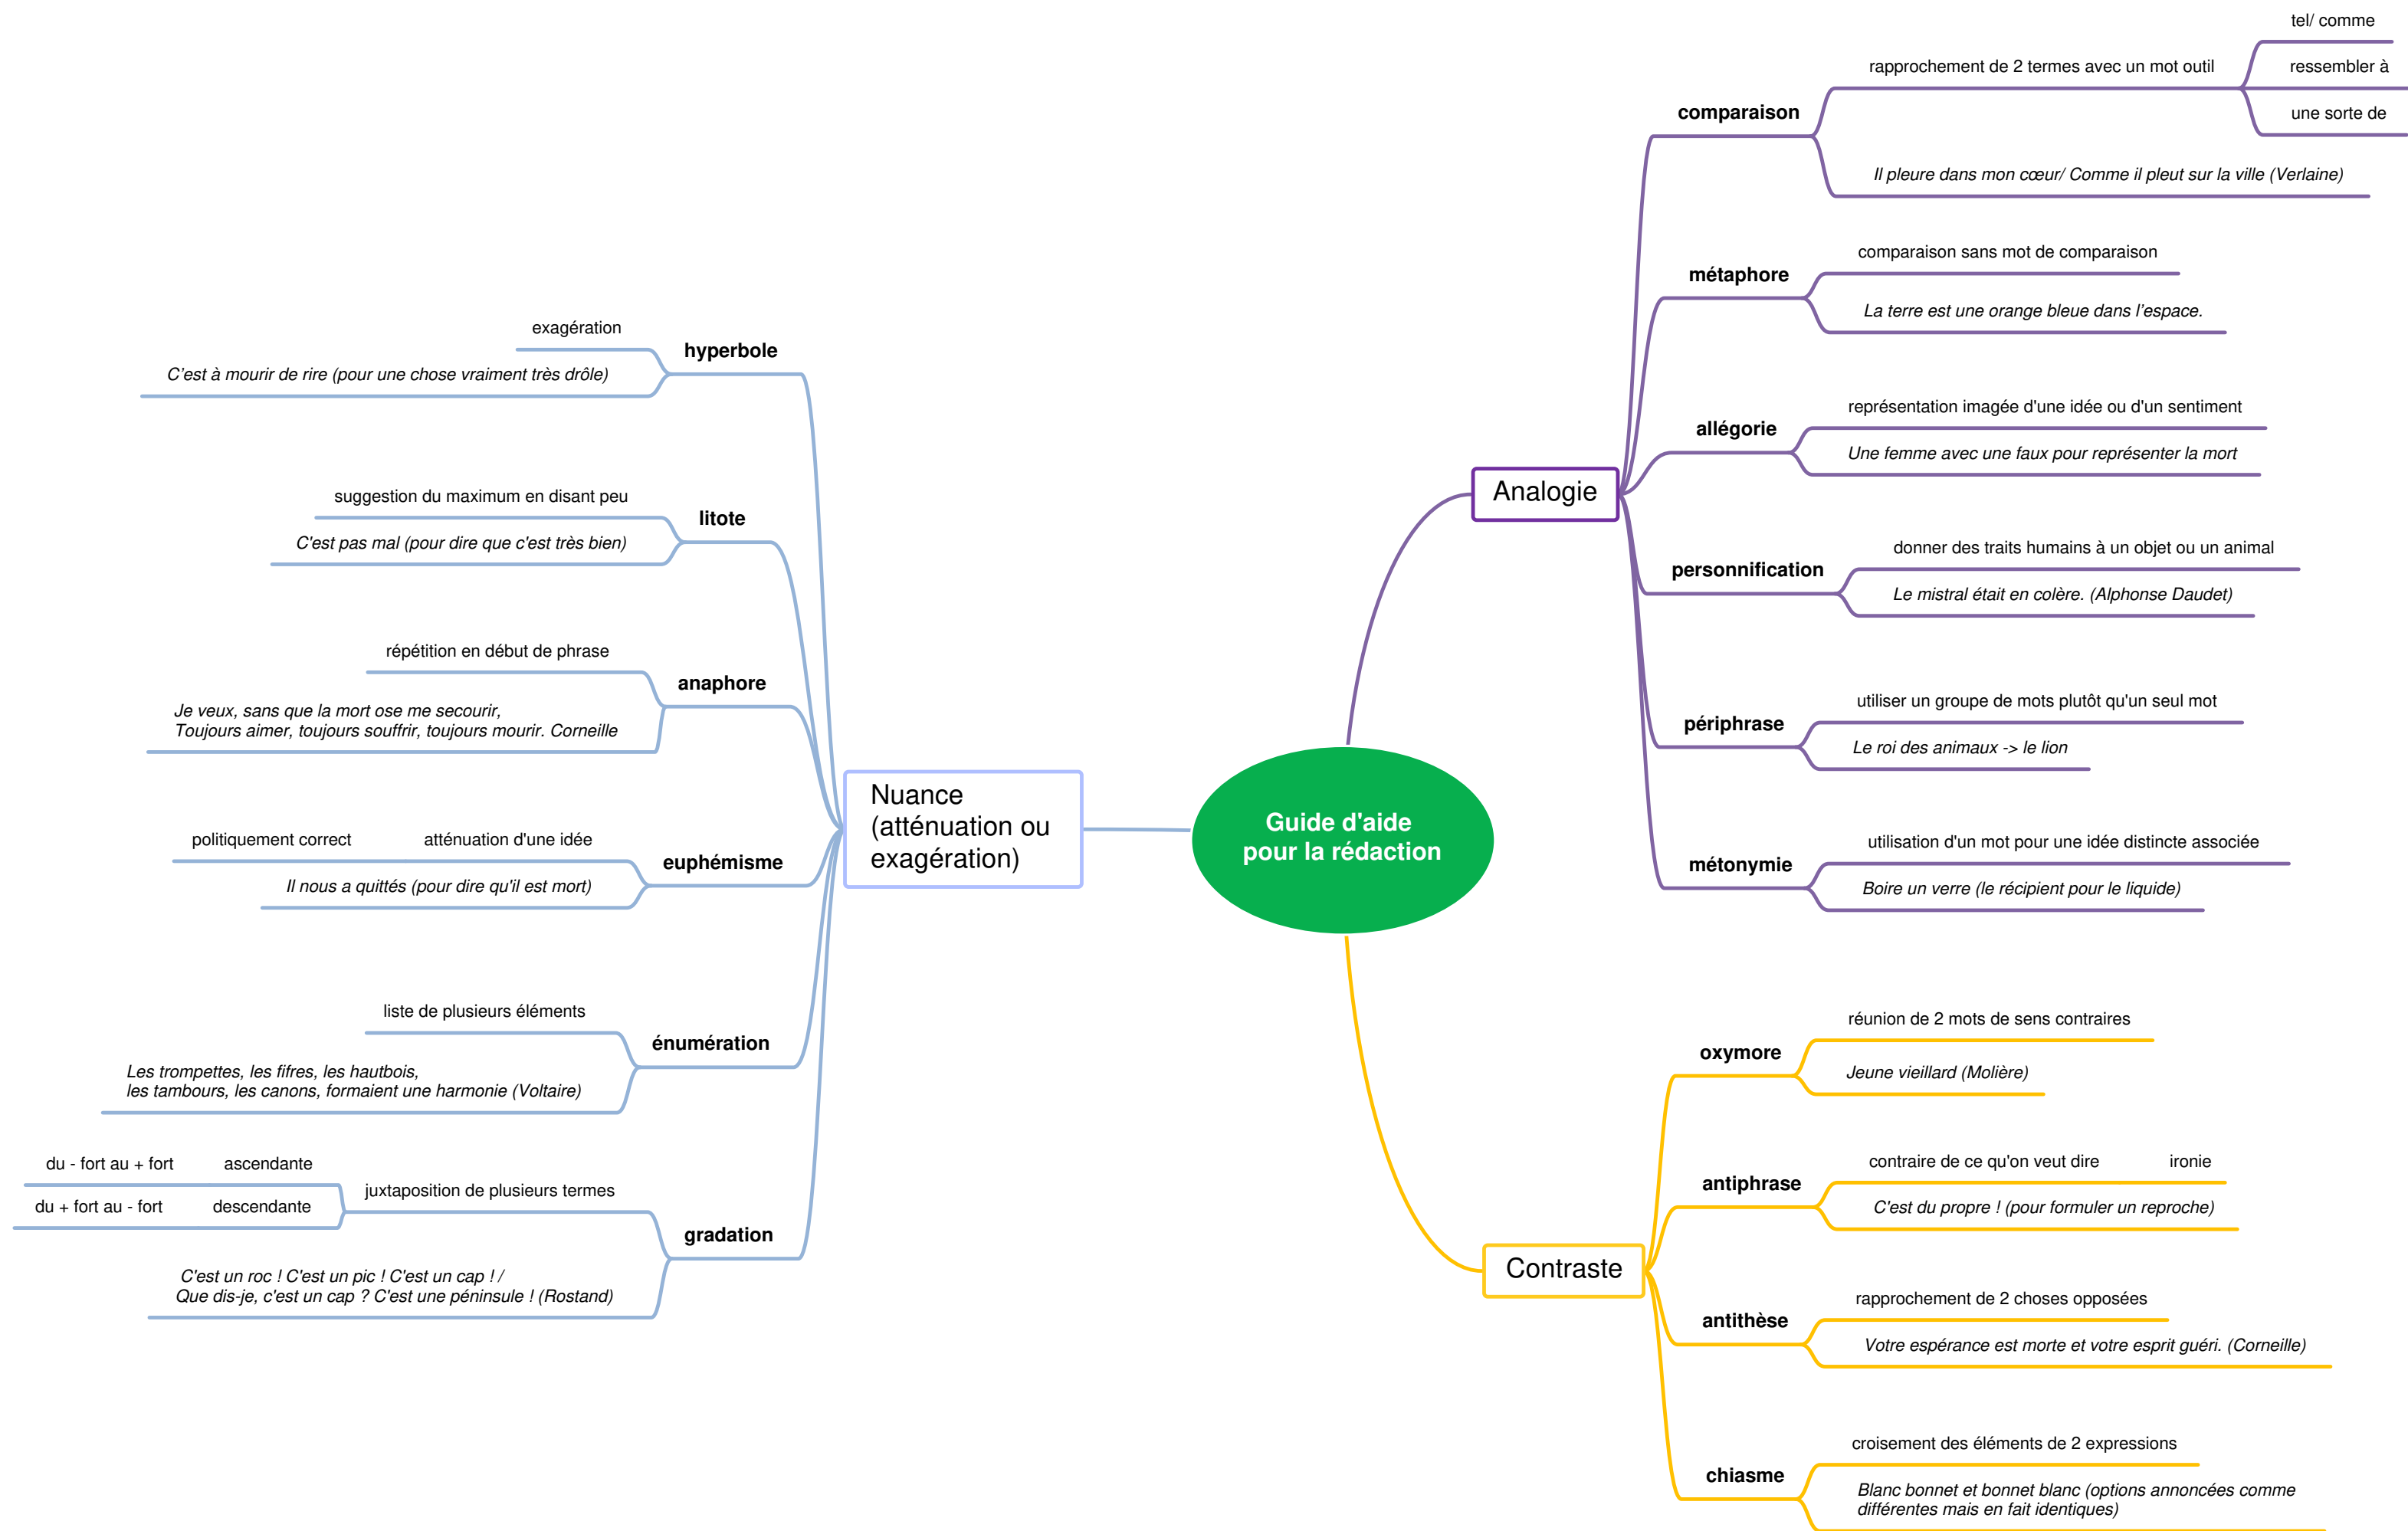 Guide d'aide
pour la rédaction
Analogie
comparaison
rapprochement de 2 termes avec un mot outil
tel/ comme
ressembler à
une sorte de
Il pleure dans mon cœur/ Comme il pleut sur la ville (Verlaine)
métaphore
comparaison sans mot de comparaison
La terre est une orange bleue dans l'espace.
allégorie
représentation imagée d'une idée ou d'un sentiment
Une femme avec une faux pour représenter la mort
personnification
donner des traits humains à un objet ou un animal
Le mistral était en colère. (Alphonse Daudet)
périphrase
utiliser un groupe de mots plutôt qu'un seul mot
Le roi des animaux -> le lion
métonymie
utilisation d'un mot pour une idée distincte associée
Boire un verre (le récipient pour le liquide)
Contraste
oxymore
réunion de 2 mots de sens contraires
Jeune vieillard (Molière)
antiphrase
contraire de ce qu'on veut dire
ironie
C'est du propre ! (pour formuler un reproche)
antithèse
rapprochement de 2 choses opposées
Votre espérance est morte et votre esprit guéri. (Corneille)
chiasme
croisement des éléments de 2 expressions
Blanc bonnet et bonnet blanc (options annoncées comme
différentes mais en fait identiques)
Nuance
(atténuation ou
exagération)
hyperbole
exagération
C'est à mourir de rire (pour une chose vraiment très drôle)
litote
suggestion du maximum en disant peu
C'est pas mal (pour dire que c'est très bien)
anaphore
répétition en début de phrase
Je veux, sans que la mort ose me secourir,
Toujours aimer, toujours souffrir, toujours mourir. Corneille
euphémisme
atténuation d'une idée
politiquement correct
Il nous a quittés (pour dire qu'il est mort)
énumération
liste de plusieurs éléments
Les trompettes, les fifres, les hautbois,
les tambours, les canons, formaient une harmonie (Voltaire)
gradation
juxtaposition de plusieurs termes
ascendante
du - fort au + fort
descendante
du + fort au - fort
C'est un roc ! C'est un pic ! C'est un cap ! /
Que dis-je, c'est un cap ? C'est une péninsule ! (Rostand)